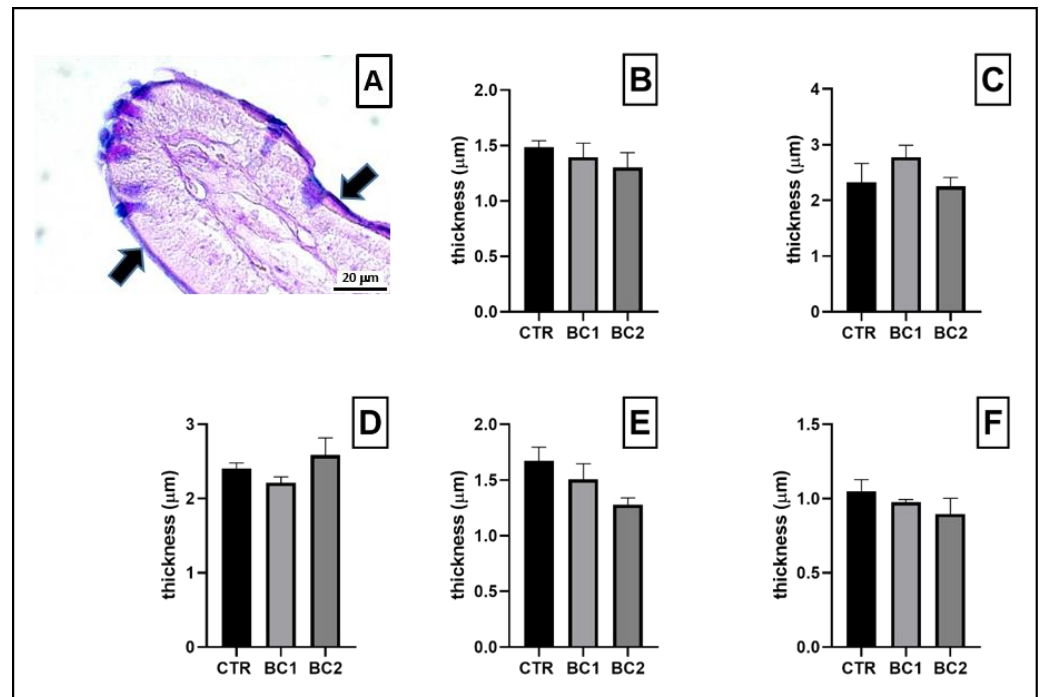 A
20 μm
B
thickness (μm)
2.0
1.5
1.0
0.5
0.0
CTR BC1 BC2
C
thickness (μm)
4
3
2
1
0
CTR BC1 BC2
D
thickness (μm)
3
2
1
0
CTR BC1 BC2
E
thickness (μm)
2.0
1.5
1.0
0.5
0.0
CTR BC1 BC2
F
thickness (μm)
1.5
1.0
0.5
0.0
CTR BC1 BC2